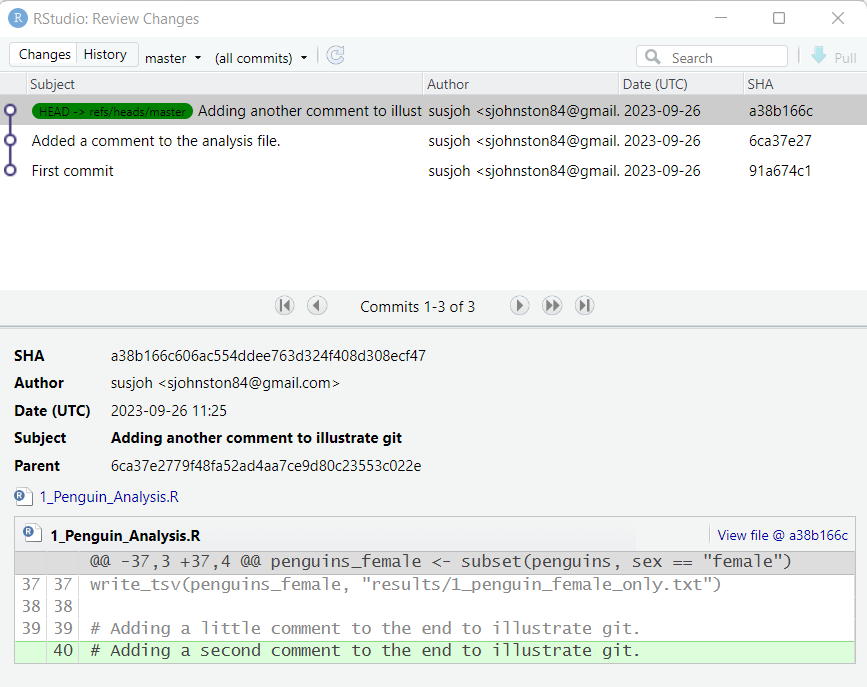 RStudio: Review Changes
Changes History master (all commits) Search Pull
Subject Author Date (UTC) SHA
HEAD -> refs/heads/master Adding another comment to illust susjoh <sjohnston84@gmail. 2023-09-26 a38b166c
Added a comment to the analysis file. susjoh <sjohnston84@gmail. 2023-09-26 6ca37e27
First commit susjoh <sjohnston84@gmail. 2023-09-26 91a674c1
Commits 1-3 of 3
SHA a38b166c606ac554ddee763d324f408d308ecf47
Author susjoh <sjohnston84@gmail.com>
Date (UTC) 2023-09-26 11:25
Subject Adding another comment to illustrate git
Parent 6ca37e2779f48fa52ad4aa7ce9d80c23553c022e
1_Penguin_Analysis.R
1_Penguin_Analysis.R View file @ a38b166c
@@ -37,3 +37,4 @@ penguins_female <- subset(penguins, sex == "female")
37 37 write_tsv(penguins_female, "results/1_penguin_female_only.txt")
38 38
39 39 # Adding a little comment to the end to illustrate git.
40 # Adding a second comment to the end to illustrate git.